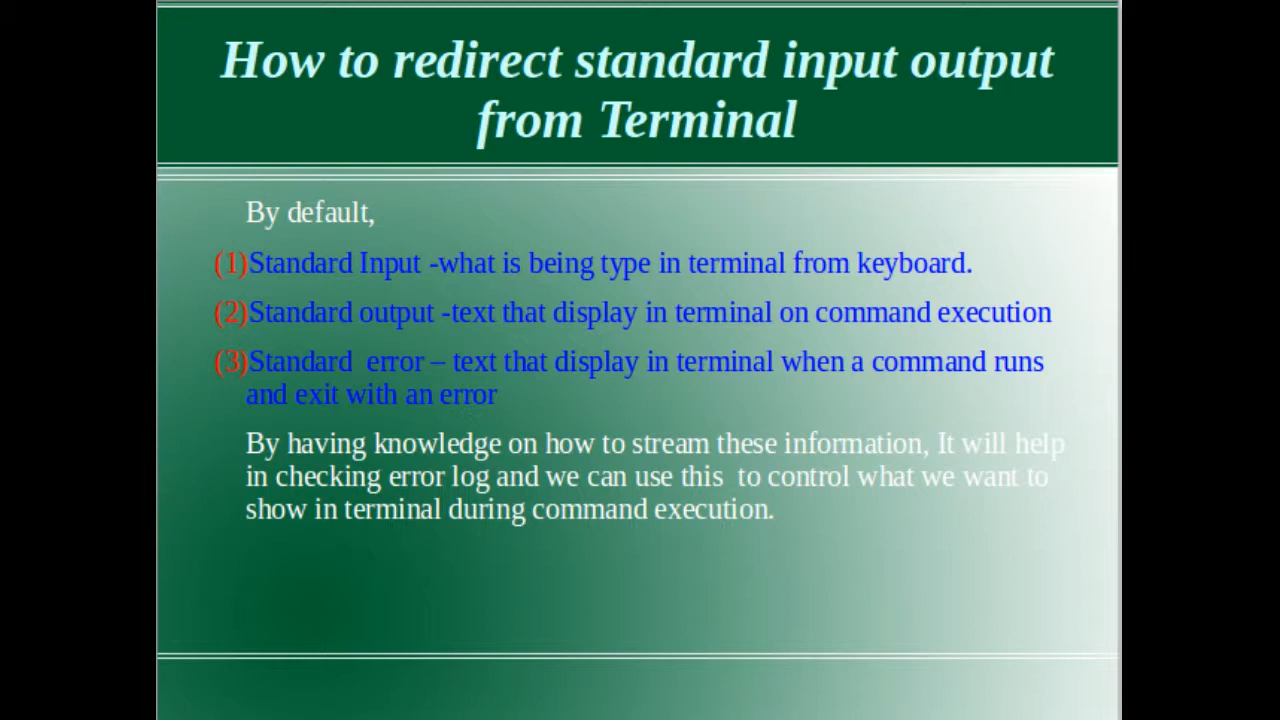 How to redirect standard input output
from Terminal
By default,
(1)Standard Input -what is being type in terminal from keyboard.
(2)Standard output -text that display in terminal on command execution
(3)Standard  error – text that display in terminal when a command runs
and exit with an error
By having knowledge on how to stream these information, It will help
in checking error log and we can use this  to control what we want to
show in terminal during command execution.